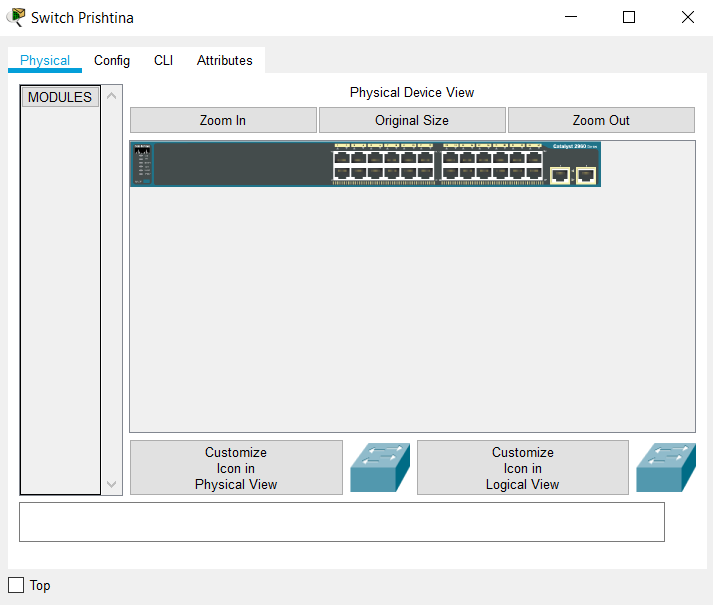 Switch Prishtina
Physical Config CLI Attributes
MODULES
Physical Device View
Zoom In Original Size Zoom Out
Catalyst 2960 Series
Customize
Icon in
Physical View
Customize
Icon in
Logical View
Top